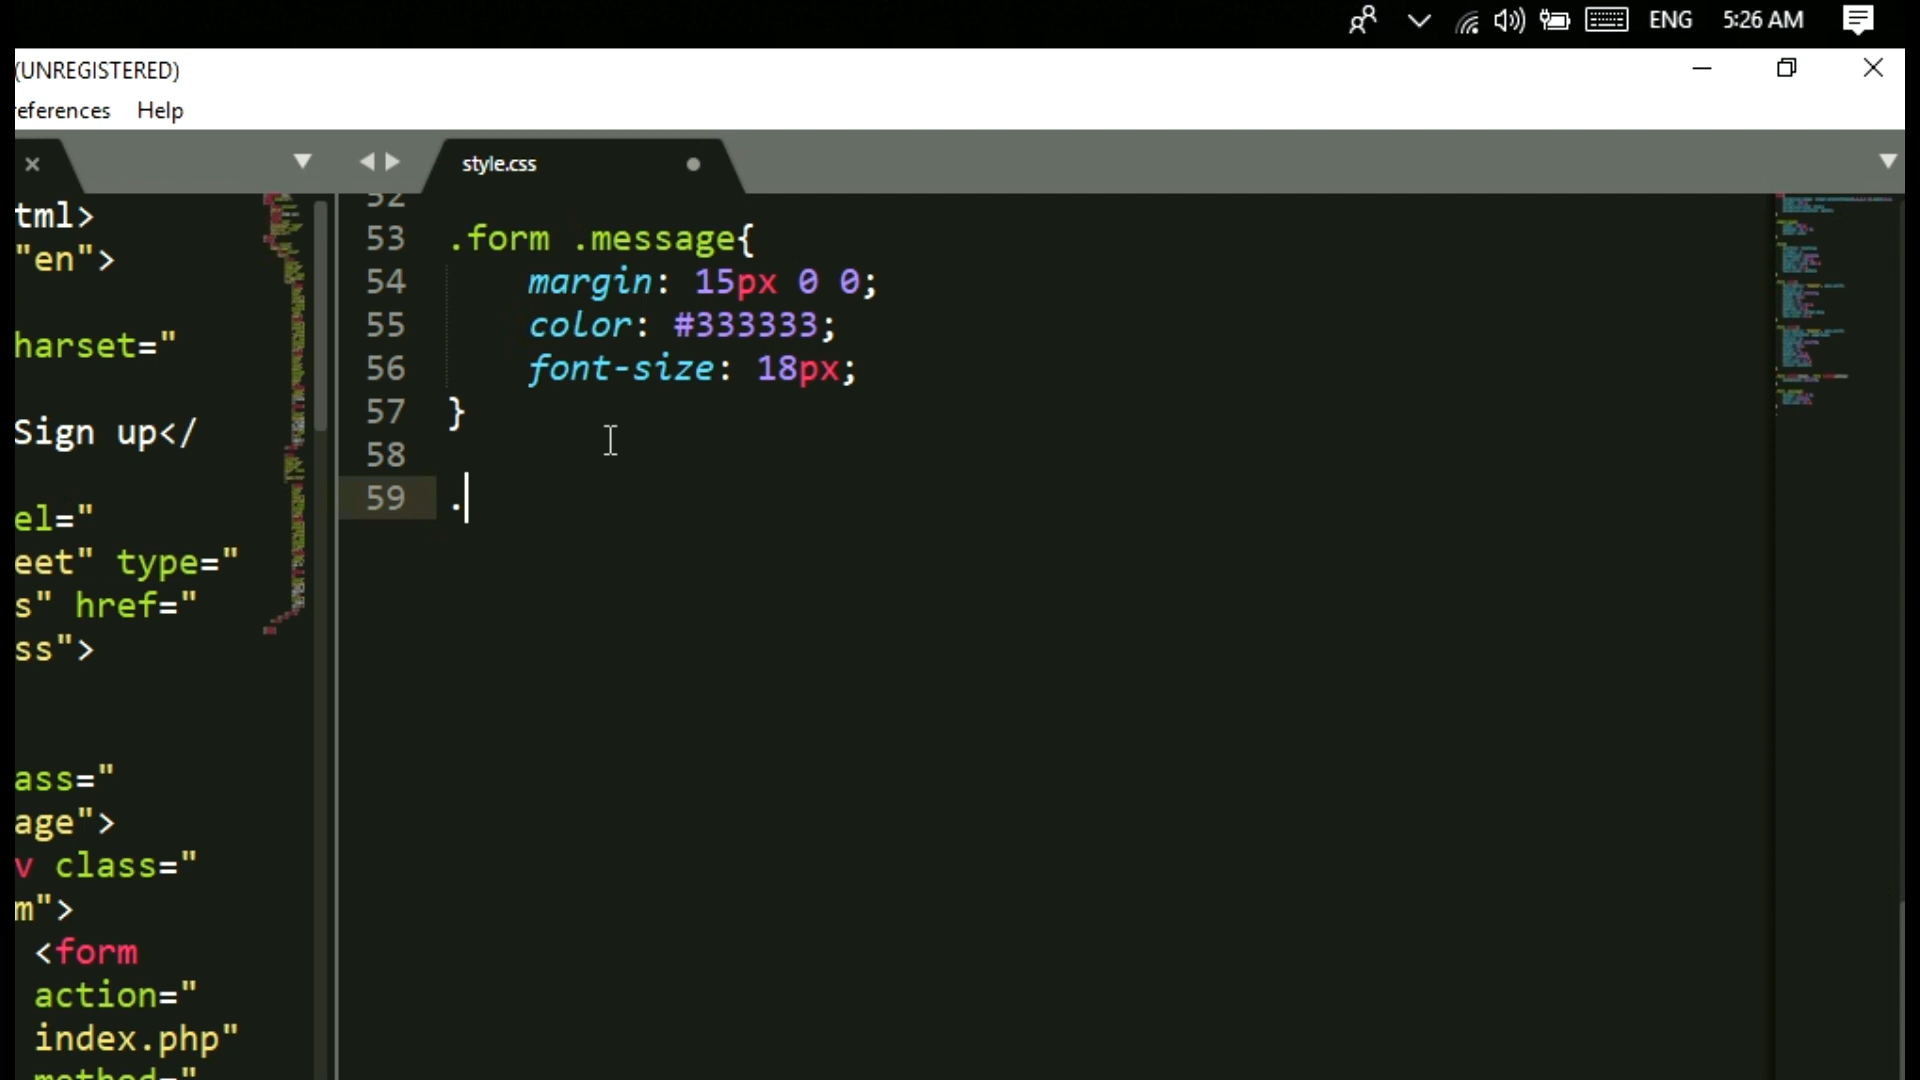 ENG 5:26 AM
(UNREGISTERED)
eferences Help
style.css
tml>
"en">
harset="
Sign up</
el="
eet" type="
s" href="
ss">
ass="
age">
v class="
m">
<form
action="
index.php"
method="
52
53 .form .message{
54 margin: 15px 0 0;
55 color: #333333;
56 font-size: 18px;
57 }
58
59 .